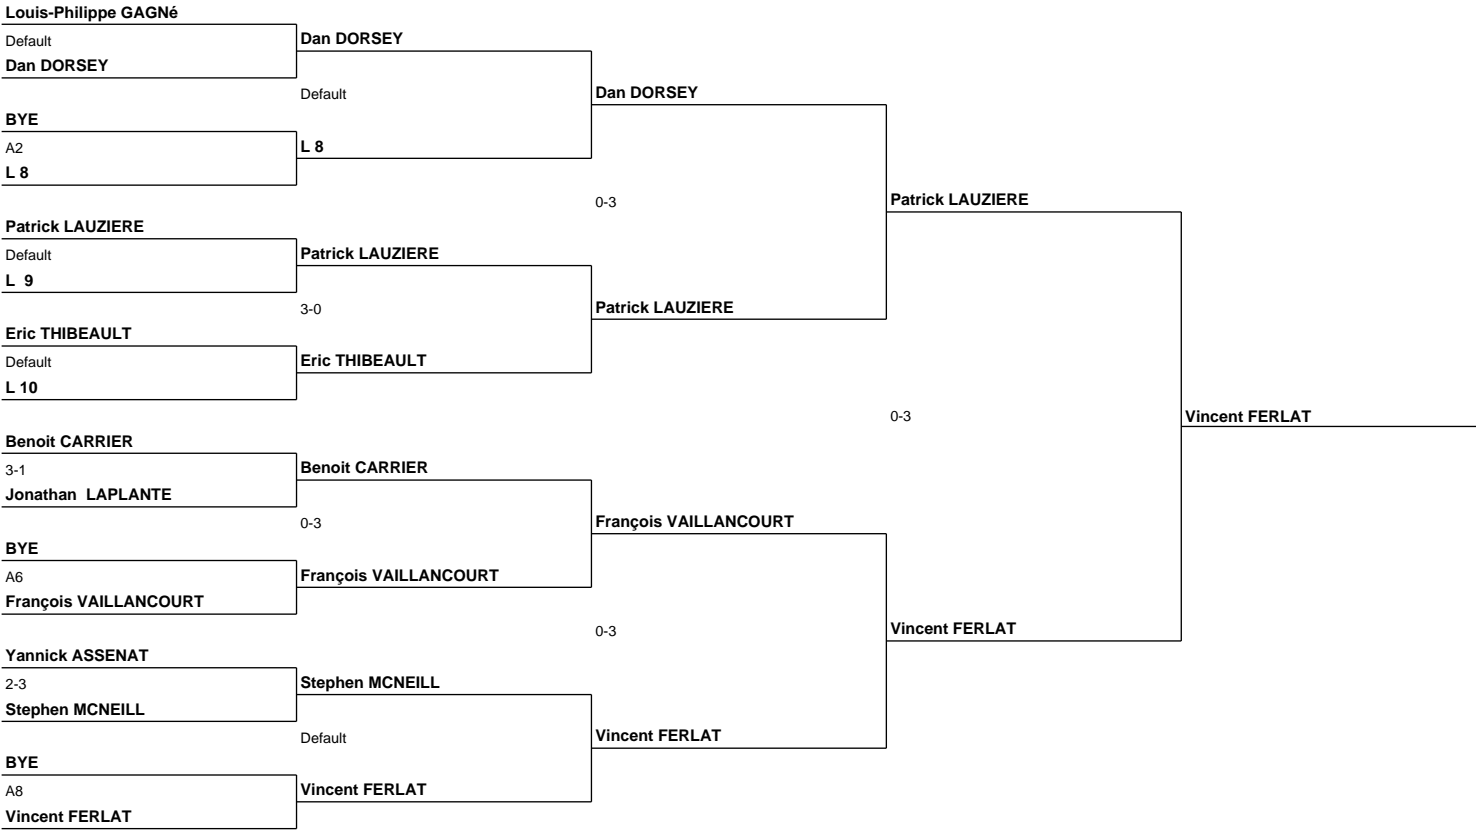 Louis-Philippe GAGNé
Default
Dan DORSEY
Dan DORSEY
Default
Dan DORSEY
BYE
A2
L 8
L 8
0-3
Patrick LAUZIERE
Patrick LAUZIERE
Default
Patrick LAUZIERE
L  9
3-0
Patrick LAUZIERE
Eric THIBEAULT
Default
Eric THIBEAULT
L 10
0-3
Vincent FERLAT
Benoit CARRIER
3-1
Benoit CARRIER
Jonathan  LAPLANTE
0-3
François VAILLANCOURT
BYE
A6
François VAILLANCOURT
François VAILLANCOURT
0-3
Vincent FERLAT
Yannick ASSENAT
2-3
Stephen MCNEILL
Stephen MCNEILL
Default
Vincent FERLAT
BYE
A8
Vincent FERLAT
Vincent FERLAT